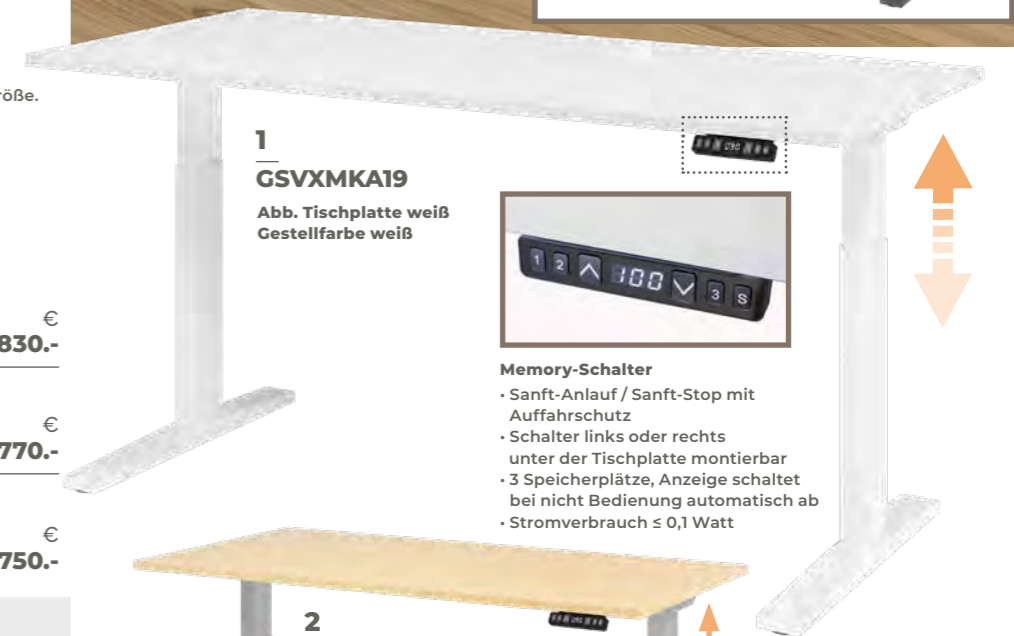 röße.
1
GSVXMKA19
Abb. Tischplatte weiß
Gestellfarbe weiß
1 2 100 3 S
€
830.-
€
770.-
€
750.-
Memory-Schalter
• Sanft-Anlauf / Sanft-Stop mit
Auffahrschutz
• Schalter links oder rechts
unter der Tischplatte montierbar
• 3 Speicherplätze, Anzeige schaltet
bei nicht Bedienung automatisch ab
• Stromverbrauch ≤ 0,1 Watt
2